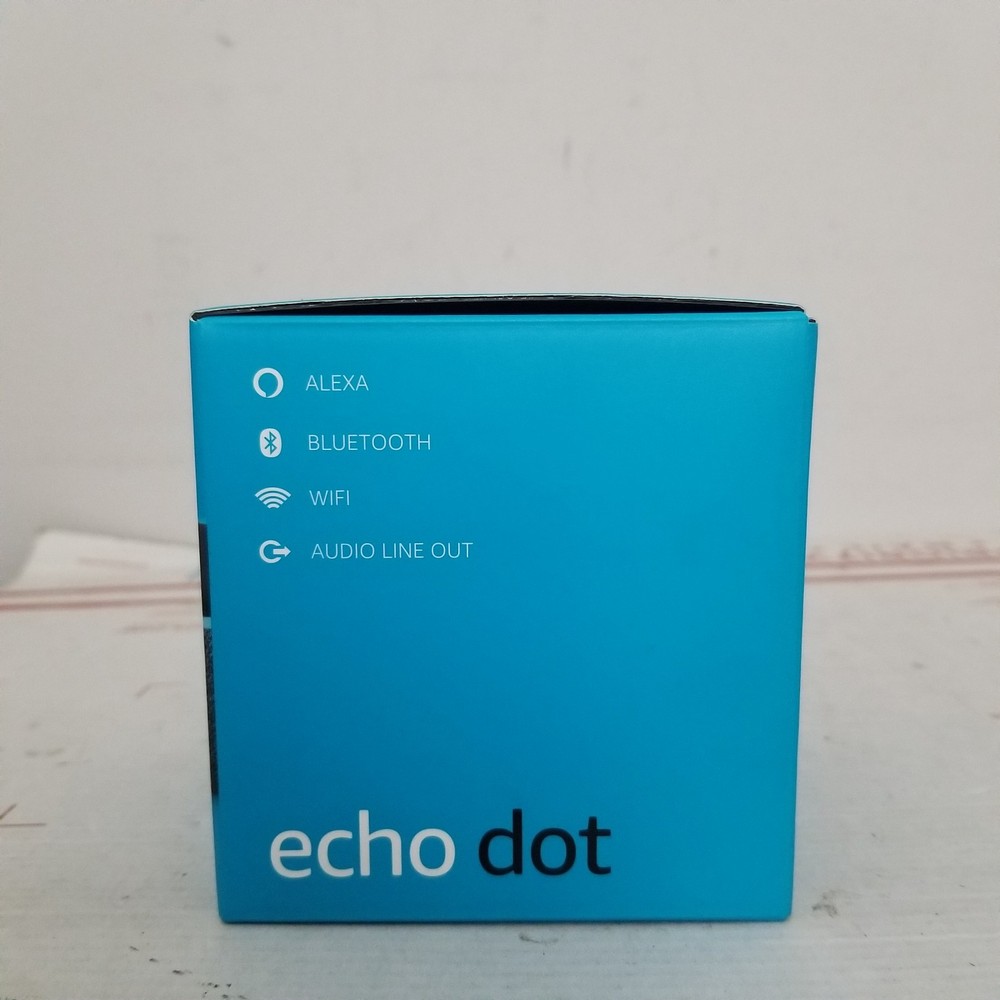 ALEXA
BLUETOOTH
WIFI
AUDIO LINE OUT
echo dot